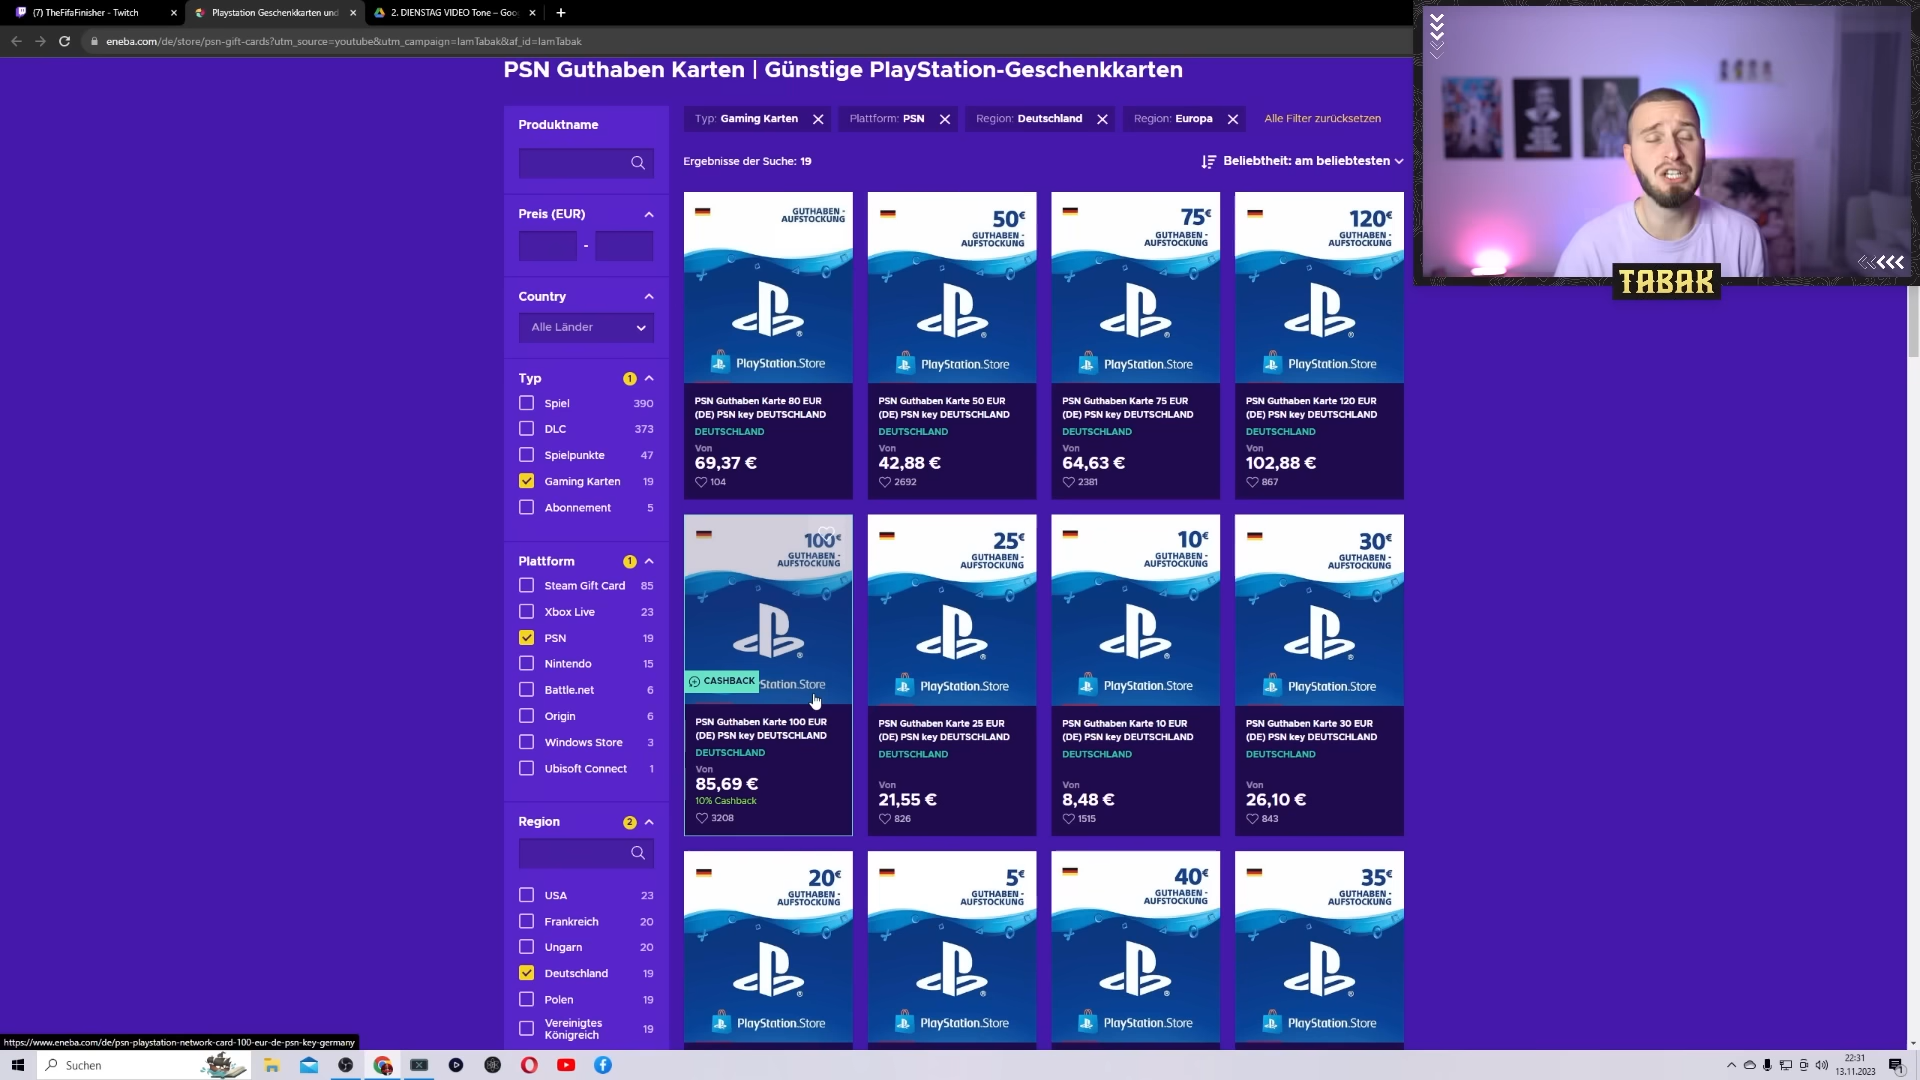 (7) TheFifaFinisher - Twitch
Playstation Geschenkkarten und
2. DIENSTAG VIDEO Tone – Goo
eneba.com/de/store/psn-gift-cards?utm_source=youtube&utm_campaign=IamTabak&af_id=IamTabak
PSN Guthaben Karten | Günstige PlayStation-Geschenkkarten
Typ: Gaming Karten
Plattform: PSN
Region: Deutschland
Region: Europa
Alle Filter zurücksetzen
Ergebnisse der Suche: 19
Beliebtheit: am beliebtesten
Produktname
Preis (EUR)
-
Country
Alle Länder
Typ 1
Spiel 390
DLC 373
Spielpunkte 47
Gaming Karten 19
Abonnement 5
Plattform 1
Steam Gift Card 85
Xbox Live 23
PSN 19
Nintendo 15
Battle.net 6
Origin 6
Windows Store 3
Ubisoft Connect 1
Region 2
USA 23
Frankreich 20
Ungarn 20
Deutschland 19
Polen 19
Vereinigtes
Königreich 19
GUTHABEN -
AUFSTOCKUNG
PlayStation.Store
PSN Guthaben Karte 80 EUR
(DE) PSN key DEUTSCHLAND
DEUTSCHLAND
Von
69,37 €
104
50€
GUTHABEN -
AUFSTOCKUNG
PlayStation.Store
PSN Guthaben Karte 50 EUR
(DE) PSN key DEUTSCHLAND
DEUTSCHLAND
Von
42,88 €
2692
75€
GUTHABEN -
AUFSTOCKUNG
PlayStation.Store
PSN Guthaben Karte 75 EUR
(DE) PSN key DEUTSCHLAND
DEUTSCHLAND
Von
64,63 €
2381
120€
GUTHABEN -
AUFSTOCKUNG
PlayStation.Store
PSN Guthaben Karte 120 EUR
(DE) PSN key DEUTSCHLAND
DEUTSCHLAND
Von
102,88 €
867
100€
GUTHABEN -
AUFSTOCKUNG
CASHBACK
Station.Store
PSN Guthaben Karte 100 EUR
(DE) PSN key DEUTSCHLAND
DEUTSCHLAND
Von
85,69 €
10% Cashback
3208
25€
GUTHABEN -
AUFSTOCKUNG
PlayStation.Store
PSN Guthaben Karte 25 EUR
(DE) PSN key DEUTSCHLAND
DEUTSCHLAND
Von
21,55 €
826
10€
GUTHABEN -
AUFSTOCKUNG
PlayStation.Store
PSN Guthaben Karte 10 EUR
(DE) PSN key DEUTSCHLAND
DEUTSCHLAND
Von
8,48 €
1515
30€
GUTHABEN -
AUFSTOCKUNG
PlayStation.Store
PSN Guthaben Karte 30 EUR
(DE) PSN key DEUTSCHLAND
DEUTSCHLAND
Von
26,10 €
843
20€
GUTHABEN -
AUFSTOCKUNG
PlayStation.Store
5€
GUTHABEN -
AUFSTOCKUNG
PlayStation.Store
40€
GUTHABEN -
AUFSTOCKUNG
PlayStation.Store
35€
GUTHABEN -
AUFSTOCKUNG
PlayStation.Store
TABAK
https://www.eneba.com/de/psn-playstation-network-card-100-eur-de-psn-key-germany
Suchen
22:31
13.11.2023